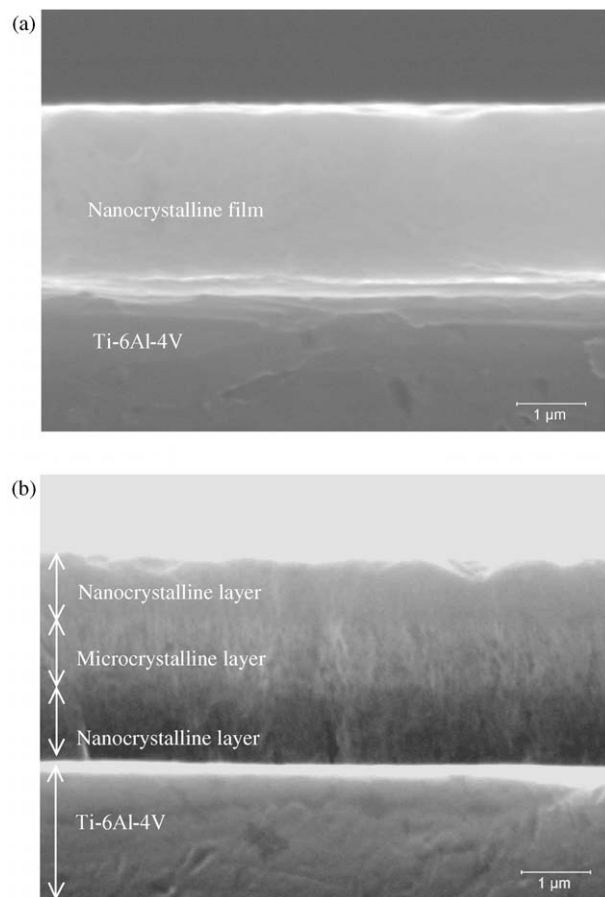 (a)
Nanocrystalline film
Ti-6Al-4V
1 µm
(b)
Nanocrystalline layer
Microcrystalline layer
Nanocrystalline layer
Ti-6Al-4V
1 µm